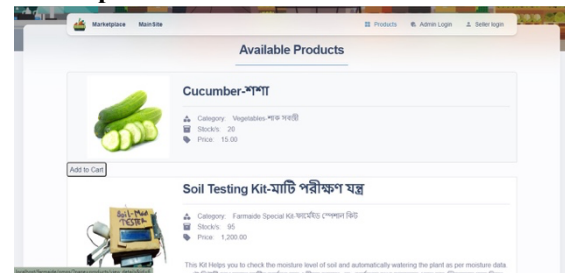 Marketplace MainSite Products Admin Login Seller login
Available Products
Cucumber-শশা
Category: Vegetables-শাক সবজি
Stock/s: 20
Price: 15.00
Add to Cart
Soil Testing Kit-মাটি পরীক্ষণ যন্ত্র
Category: Farmaide Special Kit-ফার্মেইড স্পেশাল কিট
Stock/s: 95
Price: 1,200.00
This Kit Helps you to check the moisture level of soil and automatically watering the plant as per moisture data